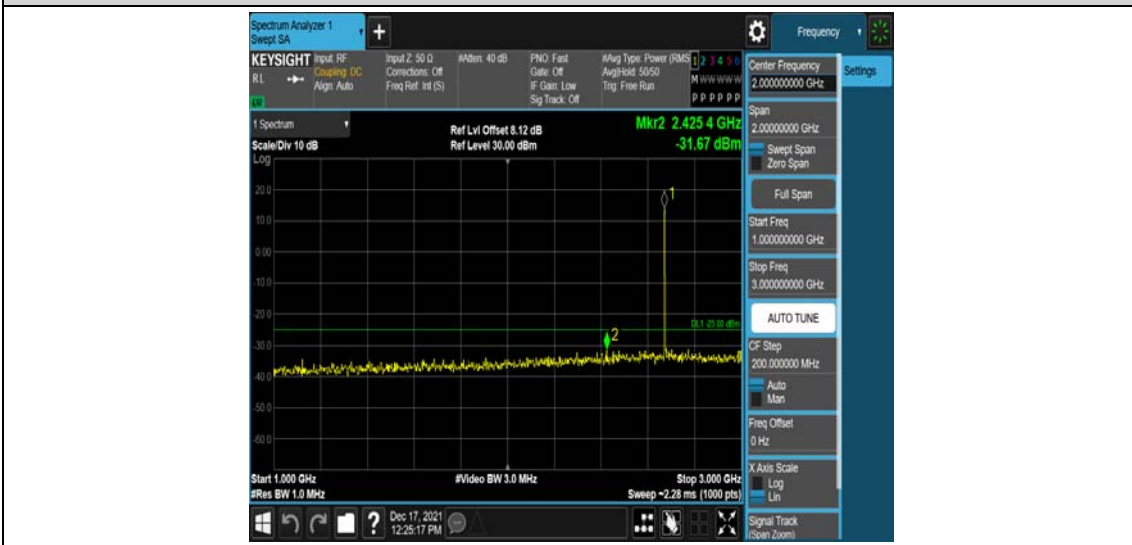 Spectrum Analyzer 1
Swept SA
+
Frequency
KEYSIGHT
RL
LXI
Input: RF
Coupling: DC
Align: Auto
Input Z: 50 Ω
Corrections: Off
Freq Ref: Int (S)
#Atten: 40 dB
PNO: Fast
Gate: Off
IF Gain: Low
Sig Track: Off
#Avg Type: Power (RMS
Avg|Hold: 50/50
Trig: Free Run
1 2 3 4 5 6
M W W W W W
P P P P P P
1 Spectrum
Scale/Div 10 dB
Log
Ref Lvl Offset 8.12 dB
Ref Level 30.00 dBm
Mkr2 2.425 4 GHz
-31.67 dBm
20.0
10.0
0.00
-10.0
-20.0
-30.0
-40.0
-50.0
-60.0
1
2
DL1 -25.00 dBm
Start 1.000 GHz
#Res BW 1.0 MHz
#Video BW 3.0 MHz
Stop 3.000 GHz
Sweep ~2.28 ms (1000 pts)
Center Frequency
2.000000000 GHz
Settings
Span
2.00000000 GHz
Swept Span
Zero Span
Full Span
Start Freq
1.000000000 GHz
Stop Freq
3.000000000 GHz
AUTO TUNE
CF Step
200.000000 MHz
Auto
Man
Freq Offset
0 Hz
X Axis Scale
Log
Lin
Signal Track
(Span Zoom)
?
Dec 17, 2021
12:25:17 PM